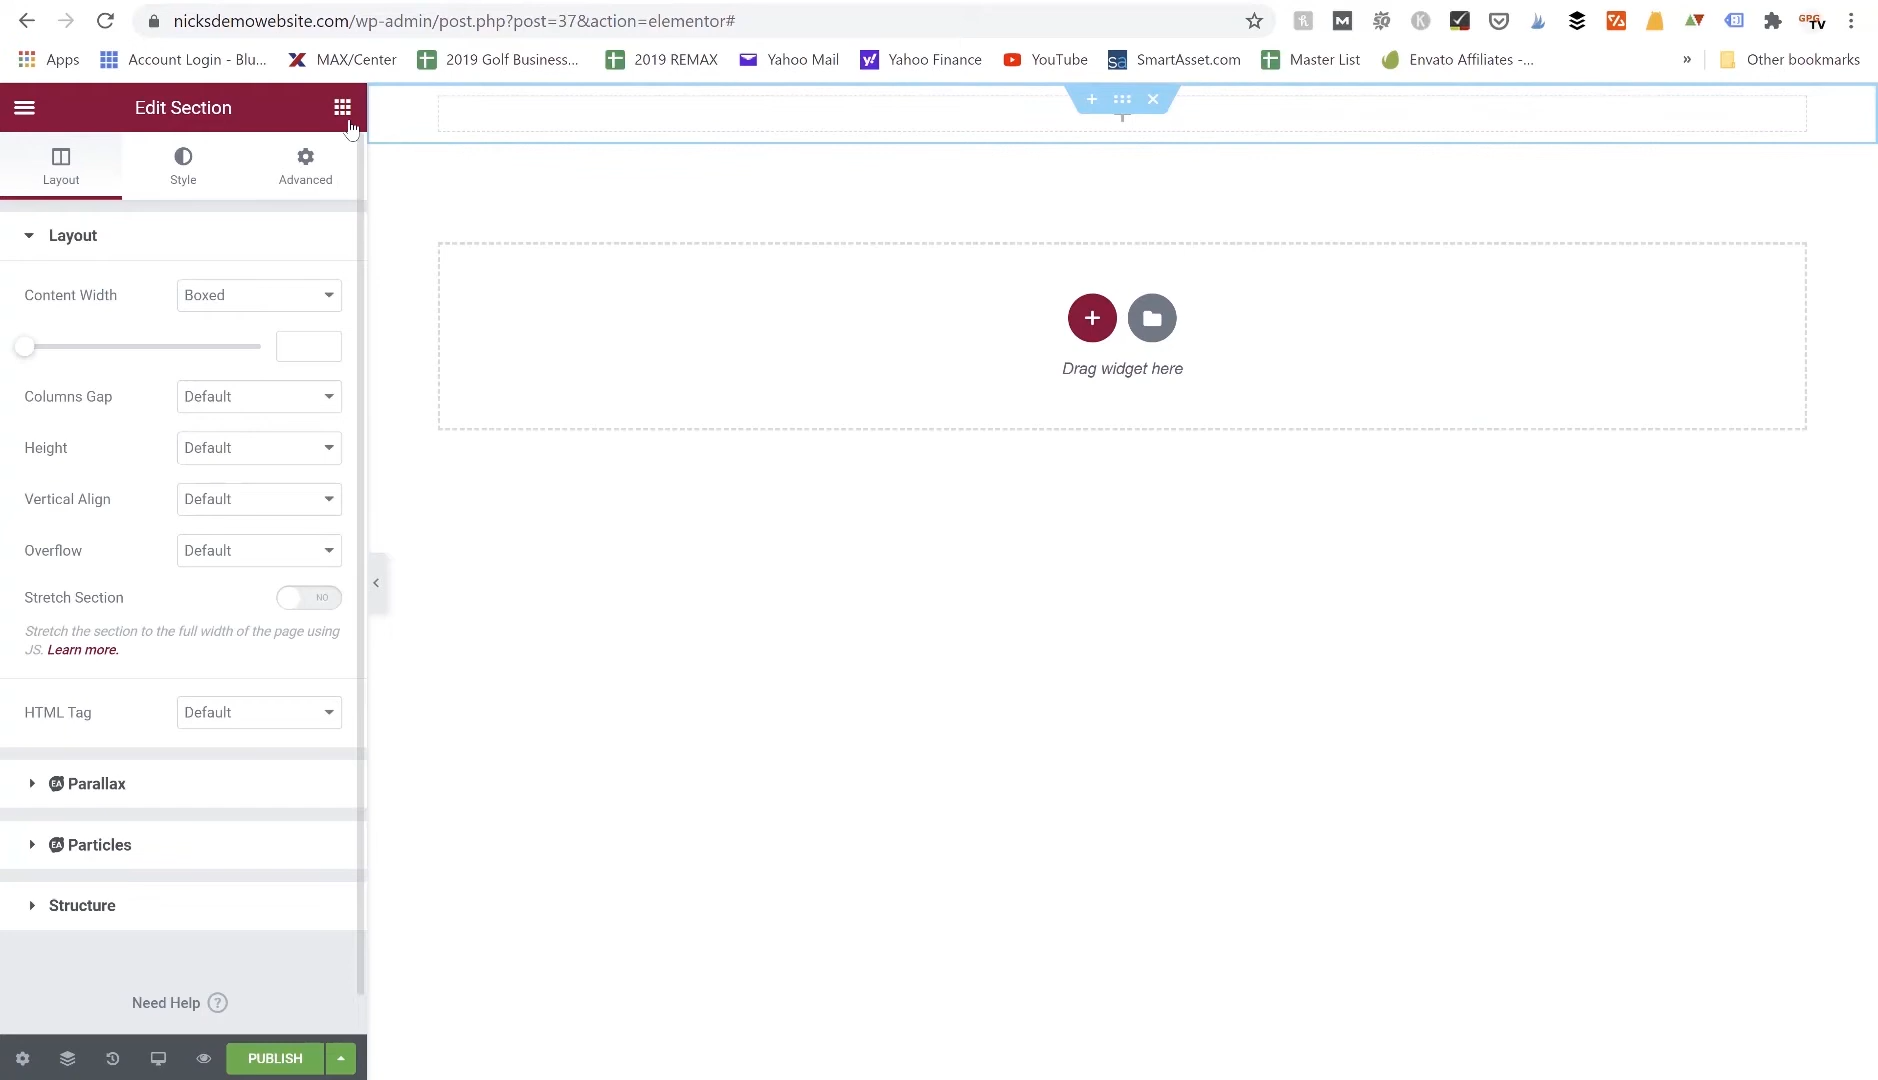 nicksdemowebsite.com/wp-admin/post.php?post=37&action=elementor#
Apps
Account Login - Blu...
MAX/Center
2019 Golf Business...
2019 REMAX
Yahoo Mail
Yahoo Finance
YouTube
SmartAsset.com
Master List
Envato Affiliates -...
»
Other bookmarks
Edit Section
Layout
Style
Advanced
Layout
Content Width
Boxed
Columns Gap
Default
Height
Default
Vertical Align
Default
Overflow
Default
Stretch Section
NO
Stretch the section to the full width of the page using
JS. Learn more.
HTML Tag
Default
EA Parallax
EA Particles
Structure
Need Help ?
PUBLISH
Drag widget here